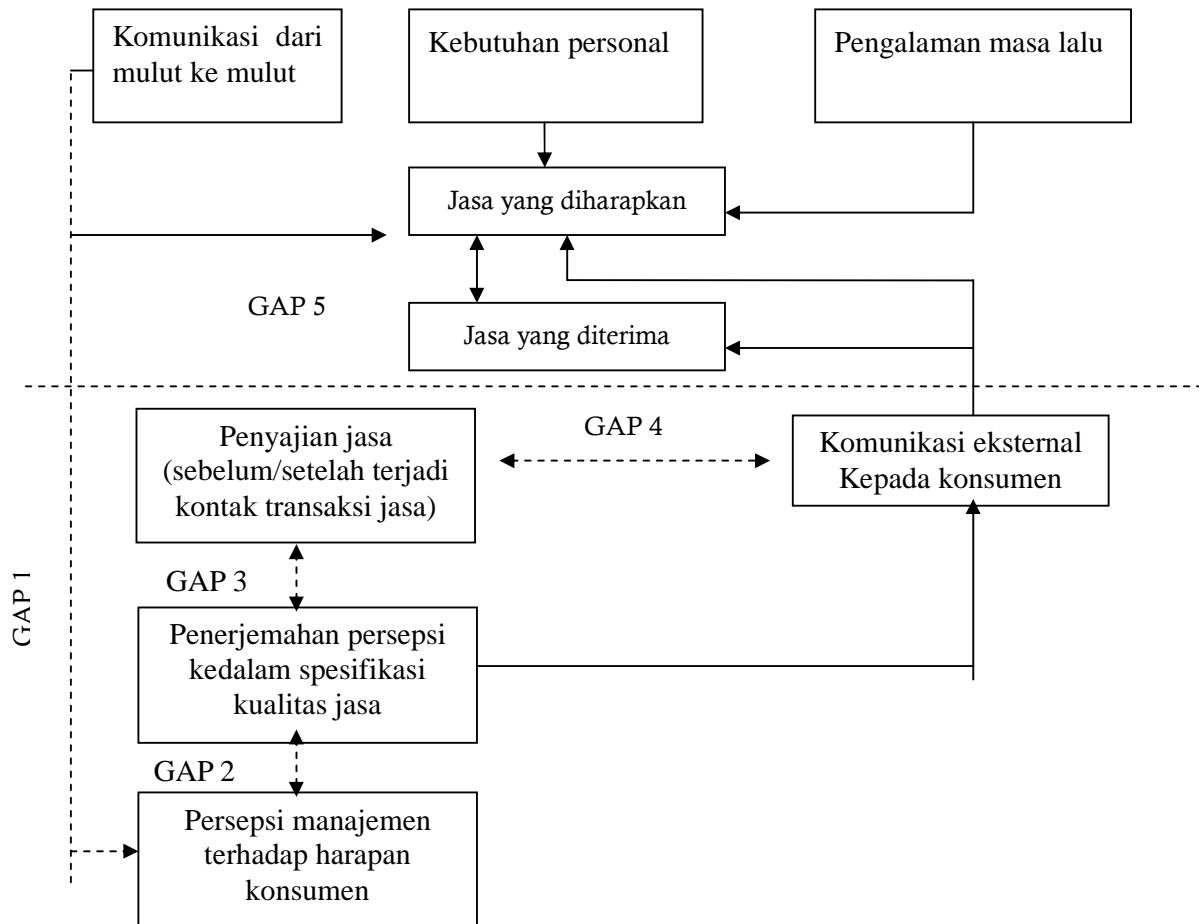 Komunikasi dari
mulut ke mulut
Kebutuhan personal
Pengalaman masa lalu
Jasa yang diharapkan
GAP 5
Jasa yang diterima
Penyajian jasa
(sebelum/setelah terjadi
kontak transaksi jasa)
GAP 4
Komunikasi eksternal
Kepada konsumen
GAP 1
GAP 3
Penerjemahan persepsi
kedalam spesifikasi
kualitas jasa
GAP 2
Persepsi manajemen
terhadap harapan
konsumen